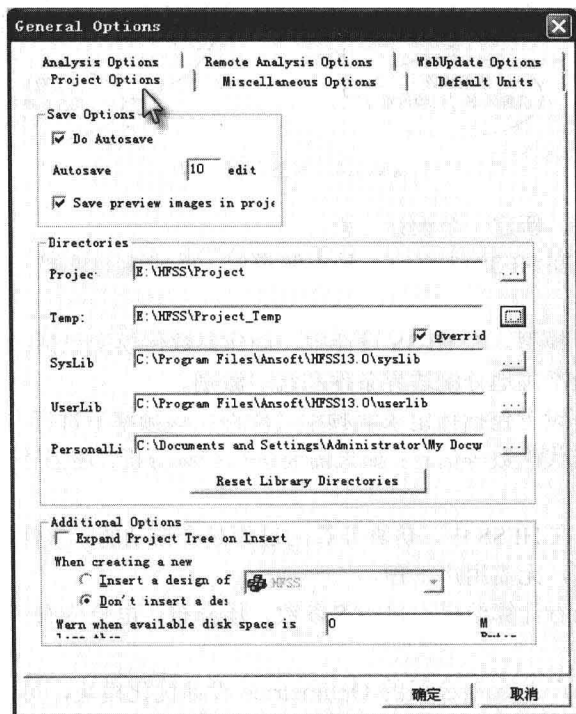 General Options
Analysis Options | Remote Analysis Options | WebUpdate Options
Project Options | Miscellaneous Options | Default Units
Save Options
Do Autosave
Autosave 10 edit
Save preview images in proje
Directories
Projec- E:\HFSS\Project ...
Temp: E:\HFSS\Project_Temp ...
Overrid
SysLib C:\Program Files\Ansoft\HFSS13.0\syslib ...
UserLib C:\Program Files\Ansoft\HFSS13.0\userlib ...
PersonalLi C:\Documents and Settings\Administrator\My Docum ...
Reset Library Directories
Additional Options
Expand Project Tree on Insert
When creating a new
Insert a design of HFSS
Don't insert a des
Warn when available disk space is 0 M
确定 取消